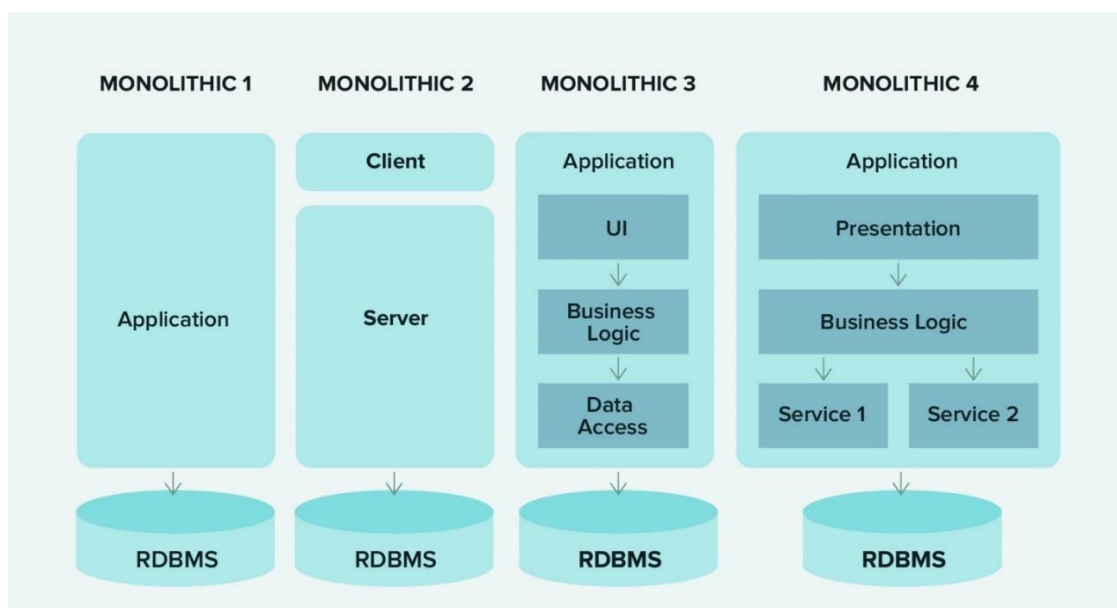 MONOLITHIC 1
MONOLITHIC 2
MONOLITHIC 3
MONOLITHIC 4
Application
RDBMS
Client
Server
RDBMS
Application
UI
Business
Logic
Data
Access
RDBMS
Application
Presentation
Business Logic
Service 1
Service 2
RDBMS